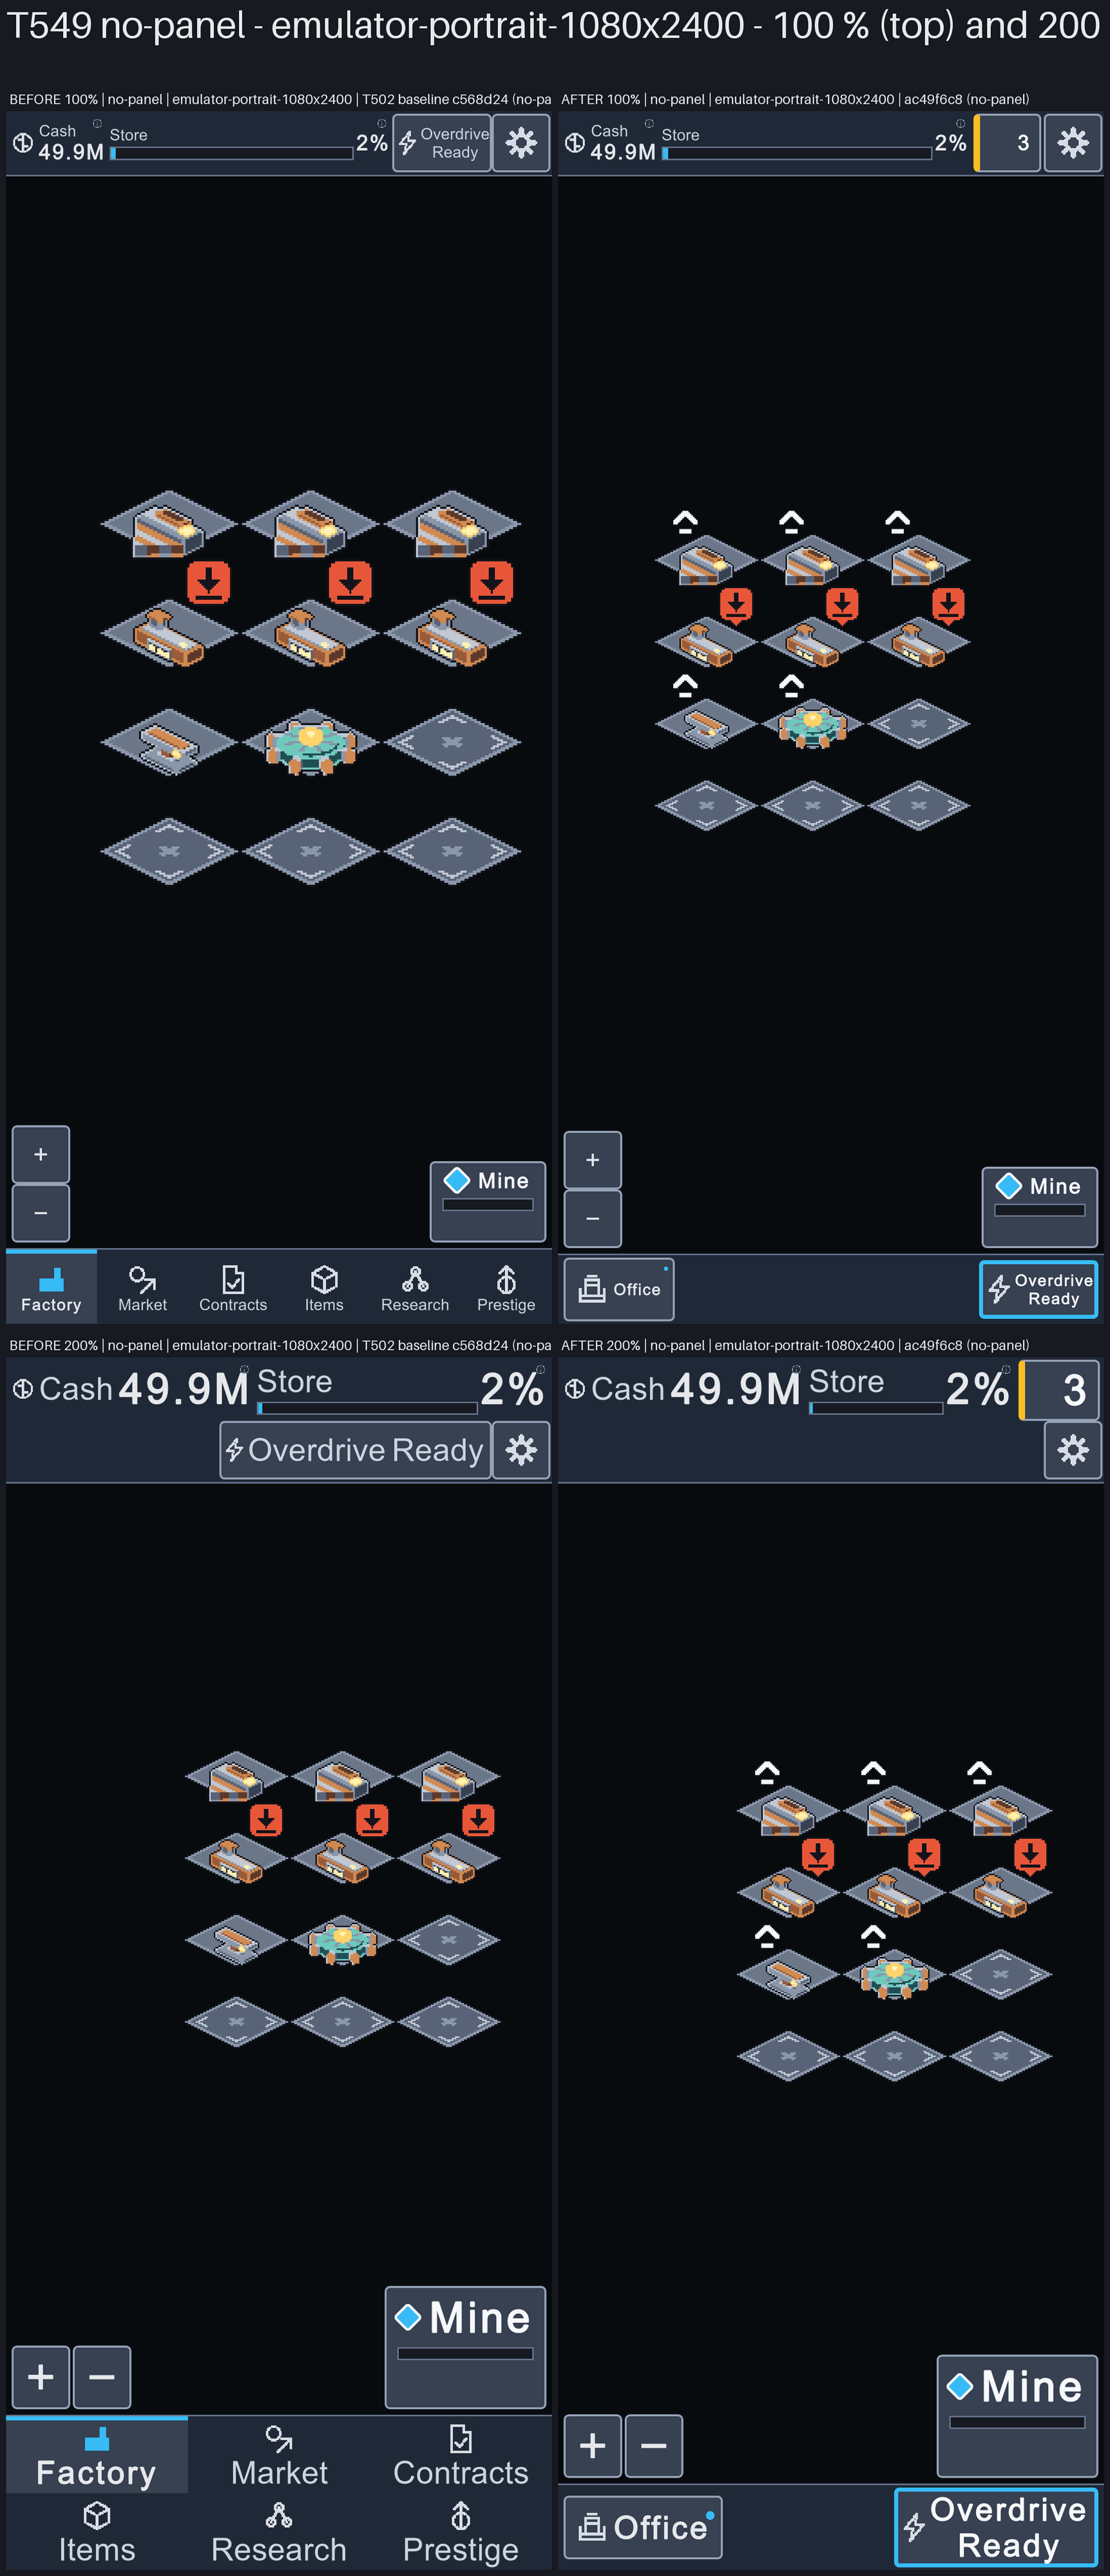 T549 no-panel - emulator-portrait-1080x2400 - 100 % (top) and 200
BEFORE 100% | no-panel | emulator-portrait-1080x2400 | T502 baseline c568d24 (no-pa
AFTER 100% | no-panel | emulator-portrait-1080x2400 | ac49f6c8 (no-panel)
Cash
49.9M
Store
2%
Overdrive
Ready
Cash
49.9M
Store
2%
3
+
−
Mine
Factory
Market
Contracts
Items
Research
Prestige
+
−
Mine
Office
Overdrive
Ready
BEFORE 200% | no-panel | emulator-portrait-1080x2400 | T502 baseline c568d24 (no-pa
AFTER 200% | no-panel | emulator-portrait-1080x2400 | ac49f6c8 (no-panel)
Cash 49.9M
Store
2%
Overdrive Ready
Cash 49.9M
Store
2%
3
Mine
+
−
Factory
Market
Contracts
Items
Research
Prestige
Mine
+
−
Office
Overdrive
Ready